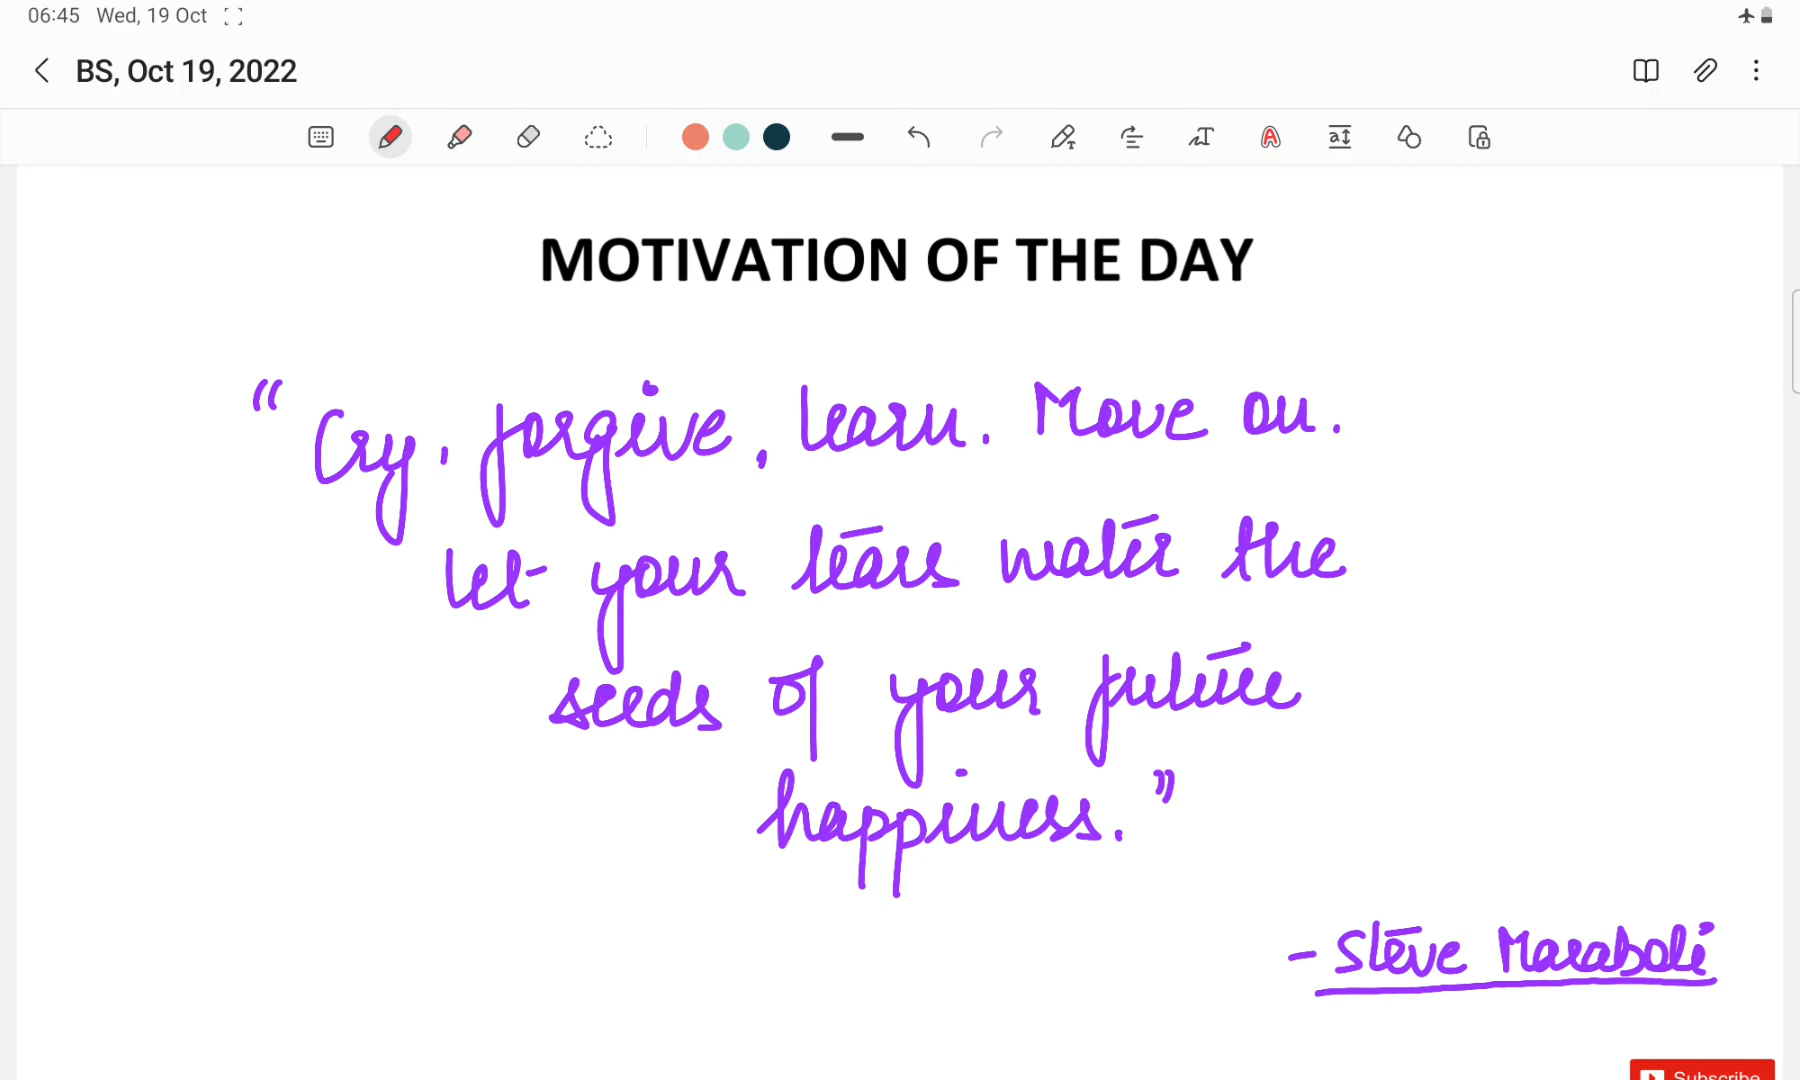 06:45 Wed, 19 Oct
BS, Oct 19, 2022
MOTIVATION OF THE DAY
"Cry, forgive, learn. Move on.
let your tears water the
seeds of your future
happiness."
- Steve Maraboli
Subscribe